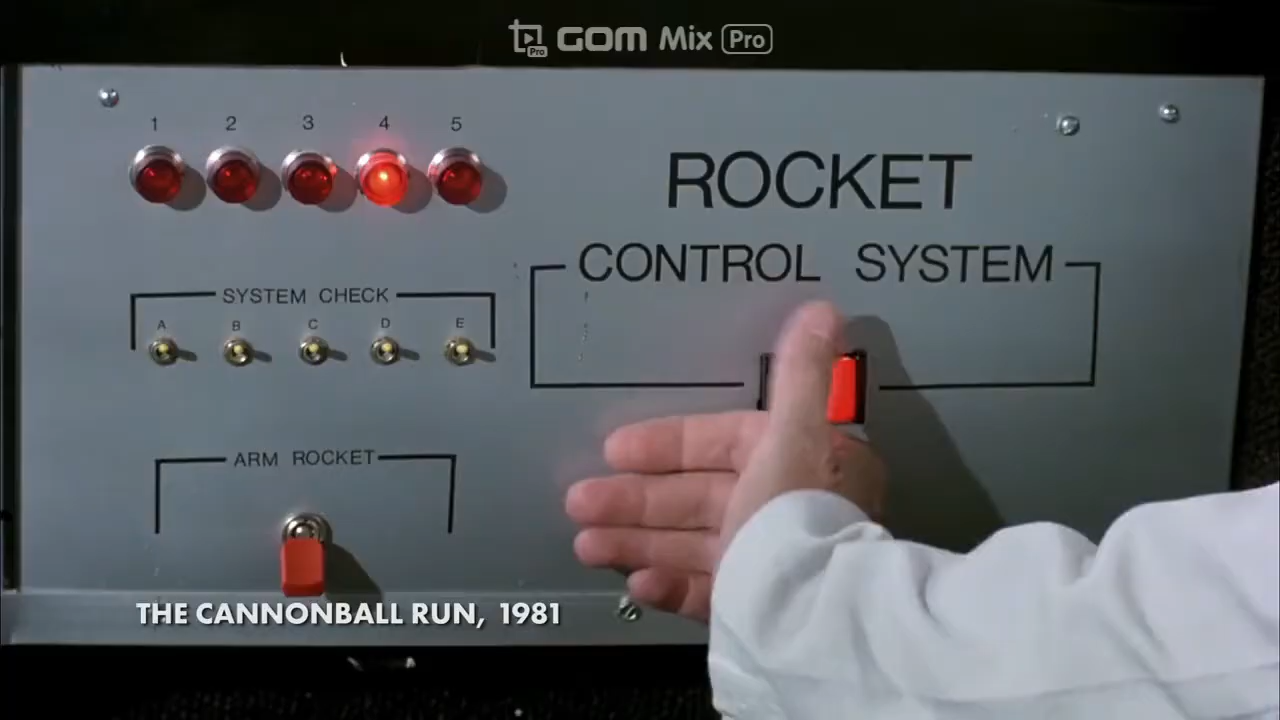 Pro GOM Mix Pro
1 2 3 4 5
ROCKET
CONTROL SYSTEM
SYSTEM CHECK
A B C D E
ARM ROCKET
THE CANNONBALL RUN, 1981